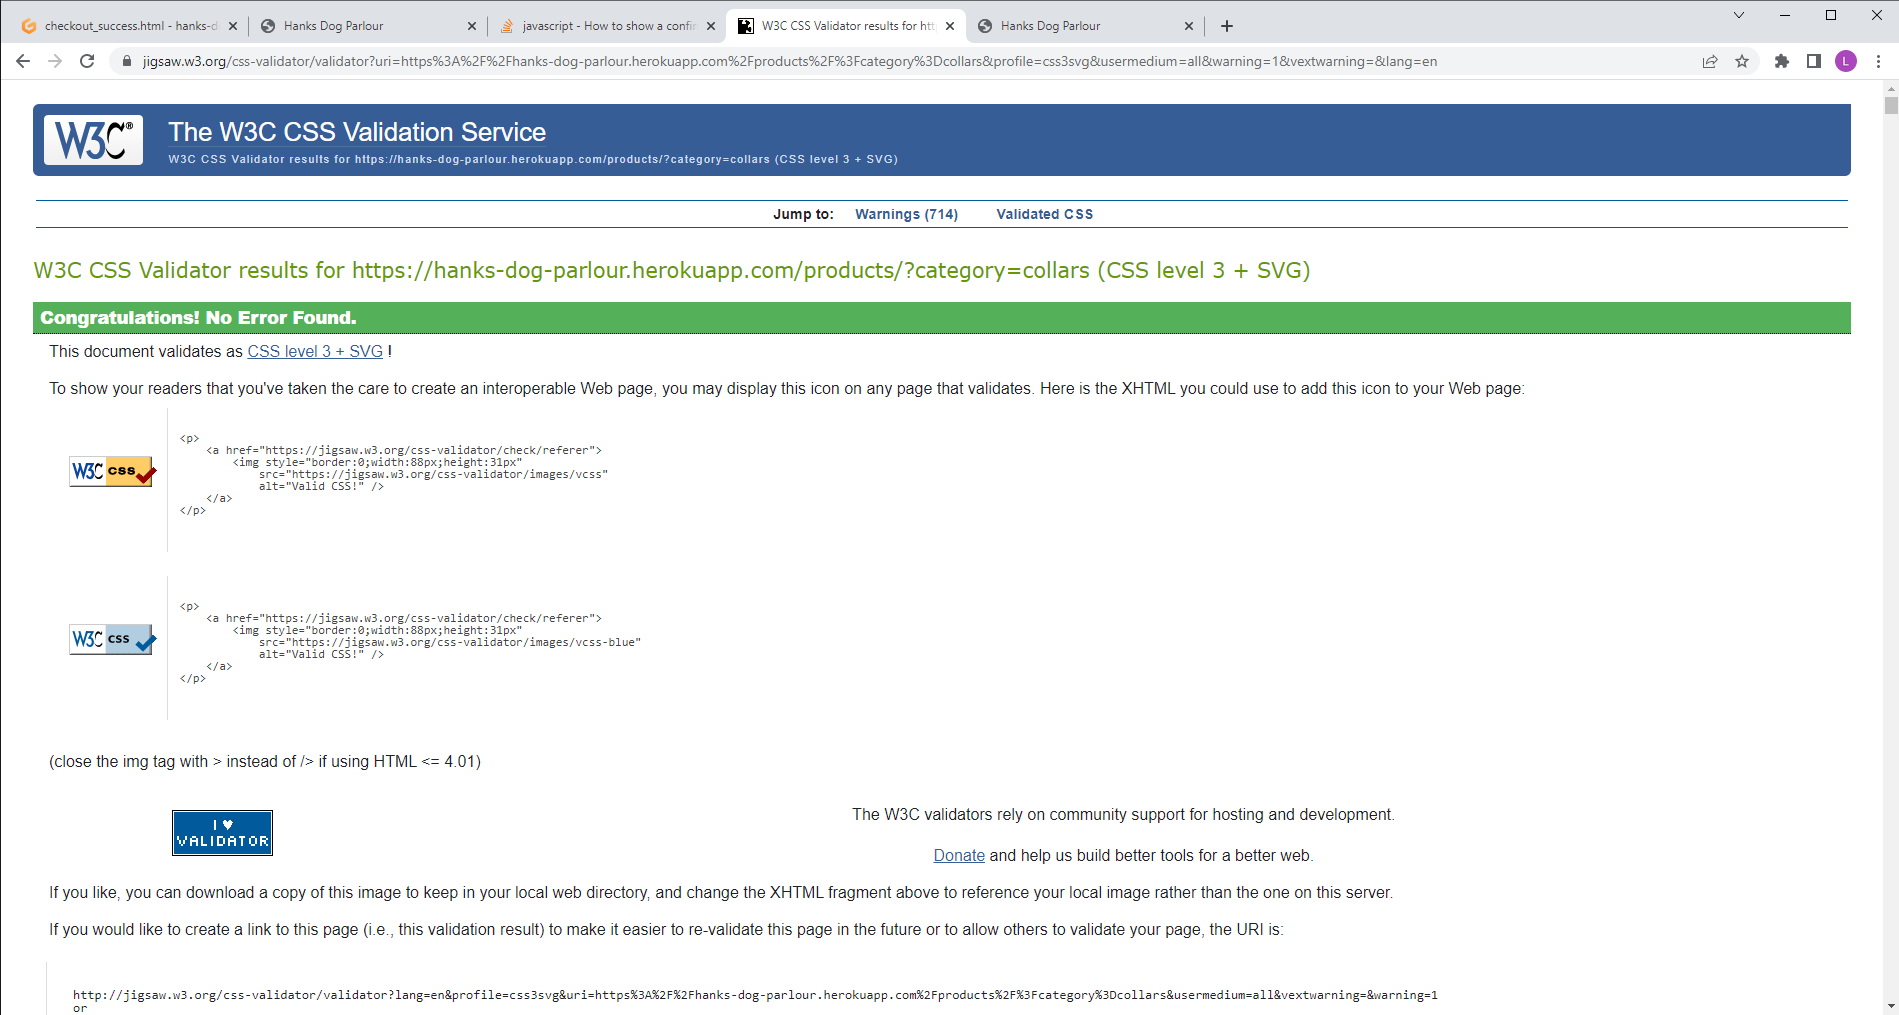 checkout_success.html - hanks-d
Hanks Dog Parlour
javascript - How to show a confir
W3C CSS Validator results for htt
Hanks Dog Parlour
jigsaw.w3.org/css-validator/validator?uri=https%3A%2F%2Fhanks-dog-parlour.herokuapp.com%2Fproducts%2F%3Fcategory%3Dcollars&profile=css3svg&usermedium=all&warning=1&vextwarning=&lang=en
L
W3C®
The W3C CSS Validation Service
W3C CSS Validator results for https://hanks-dog-parlour.herokuapp.com/products/?category=collars (CSS level 3 + SVG)
Jump to: Warnings (714) Validated CSS
W3C CSS Validator results for https://hanks-dog-parlour.herokuapp.com/products/?category=collars (CSS level 3 + SVG)
Congratulations! No Error Found.
This document validates as CSS level 3 + SVG !
To show your readers that you've taken the care to create an interoperable Web page, you may display this icon on any page that validates. Here is the XHTML you could use to add this icon to your Web page:
W3C CSS
<p>
<a href="https://jigsaw.w3.org/css-validator/check/referer">
<img style="border:0;width:88px;height:31px"
src="https://jigsaw.w3.org/css-validator/images/vcss"
alt="Valid CSS!" />
</a>
</p>
W3C CSS
<p>
<a href="https://jigsaw.w3.org/css-validator/check/referer">
<img style="border:0;width:88px;height:31px"
src="https://jigsaw.w3.org/css-validator/images/vcss-blue"
alt="Valid CSS!" />
</a>
</p>
(close the img tag with > instead of /> if using HTML <= 4.01)
I ♥
VALIDATOR
The W3C validators rely on community support for hosting and development.
Donate and help us build better tools for a better web.
If you like, you can download a copy of this image to keep in your local web directory, and change the XHTML fragment above to reference your local image rather than the one on this server.
If you would like to create a link to this page (i.e., this validation result) to make it easier to re-validate this page in the future or to allow others to validate your page, the URI is:
http://jigsaw.w3.org/css-validator/validator?lang=en&profile=css3svg&uri=https%3A%2F%2Fhanks-dog-parlour.herokuapp.com%2Fproducts%2F%3Fcategory%3Dcollars&usermedium=all&vextwarning=&warning=1
or